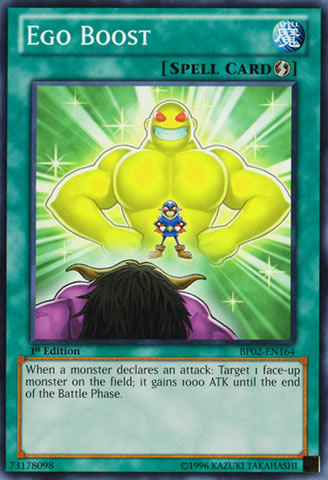 EGO BOOST
魔
[SPELL CARD]
1st Edition
BP02-EN164
When a monster declares an attack: Target 1 face-up
monster on the field; it gains 1000 ATK until the end
of the Battle Phase.
73178098
©1996 KAZUKI TAKAHASHI